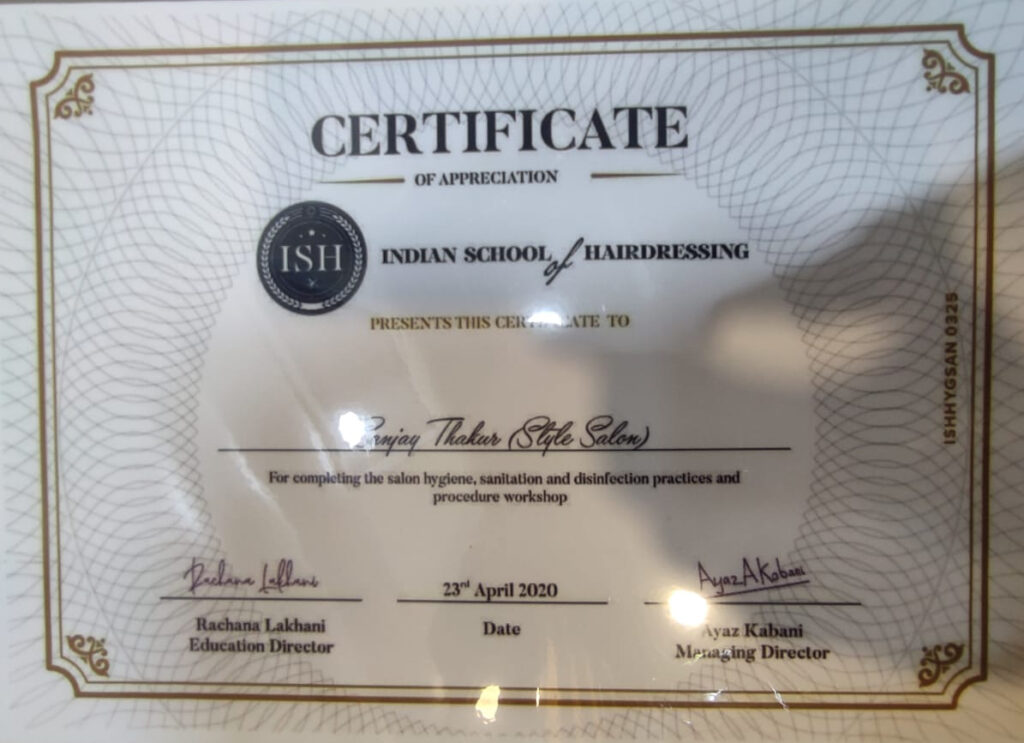 CERTIFICATE
OF APPRECIATION
ISH
INDIAN SCHOOL of HAIRDRESSING
PRESENTS THIS CERTIFICATE TO
Sanjay Thakur (Style Salon)
For completing the salon hygiene, sanitation and disinfection practices and
procedure workshop
Rachana Lakhani
23rd April 2020
Ayaz A Kabani
Rachana Lakhani
Education Director
Date
Ayaz Kabani
Managing Director
ISHHYGSAN 0325